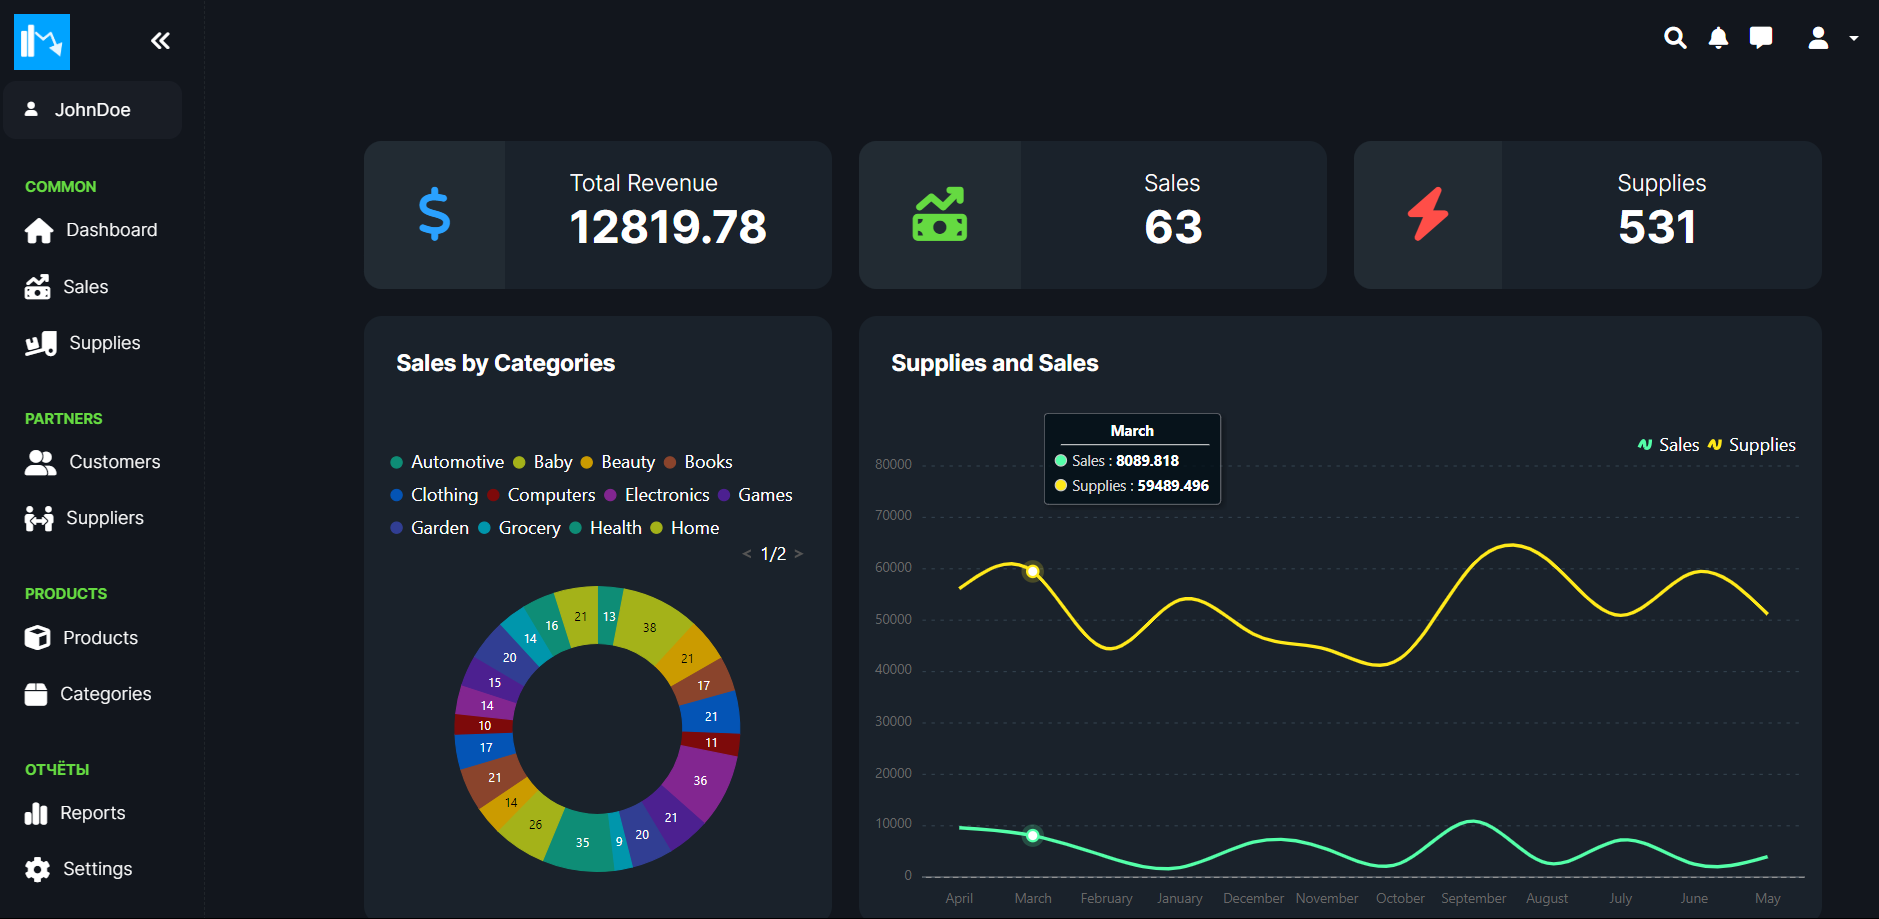 JohnDoe
COMMON
Dashboard
Sales
Supplies
PARTNERS
Customers
Suppliers
PRODUCTS
Products
Categories
ОТЧЁТЫ
Reports
Settings
Total Revenue
12819.78
Sales
63
Supplies
531
Sales by Categories
Automotive Baby Beauty Books
Clothing Computers Electronics Games
Garden Grocery Health Home
< 1/2 >
13
38
21
17
21
11
36
21
20
9
35
26
14
21
17
10
14
15
20
14
16
21
Supplies and Sales
Sales Supplies
March
Sales : 8089.818
Supplies : 59489.496
80000
70000
60000
50000
40000
30000
20000
10000
0
April March February January December November October September August July June May